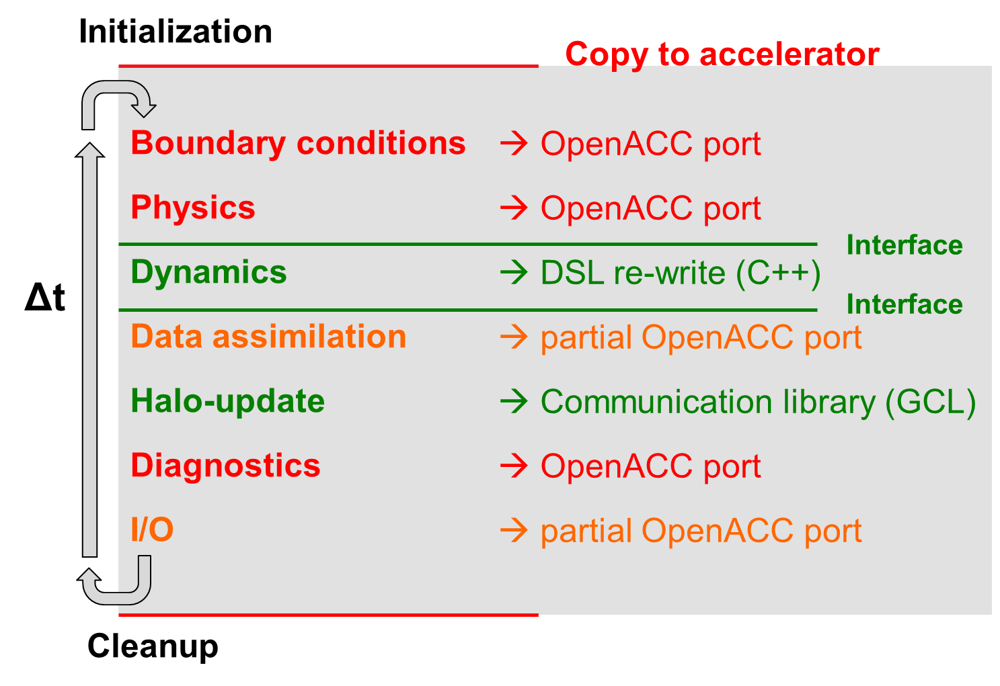 Initialization
Copy to accelerator
Boundary conditions → OpenACC port
Physics → OpenACC port
Interface
Dynamics → DSL re-write (C++)
Δt
Interface
Data assimilation → partial OpenACC port
Halo-update → Communication library (GCL)
Diagnostics → OpenACC port
I/O → partial OpenACC port
Cleanup